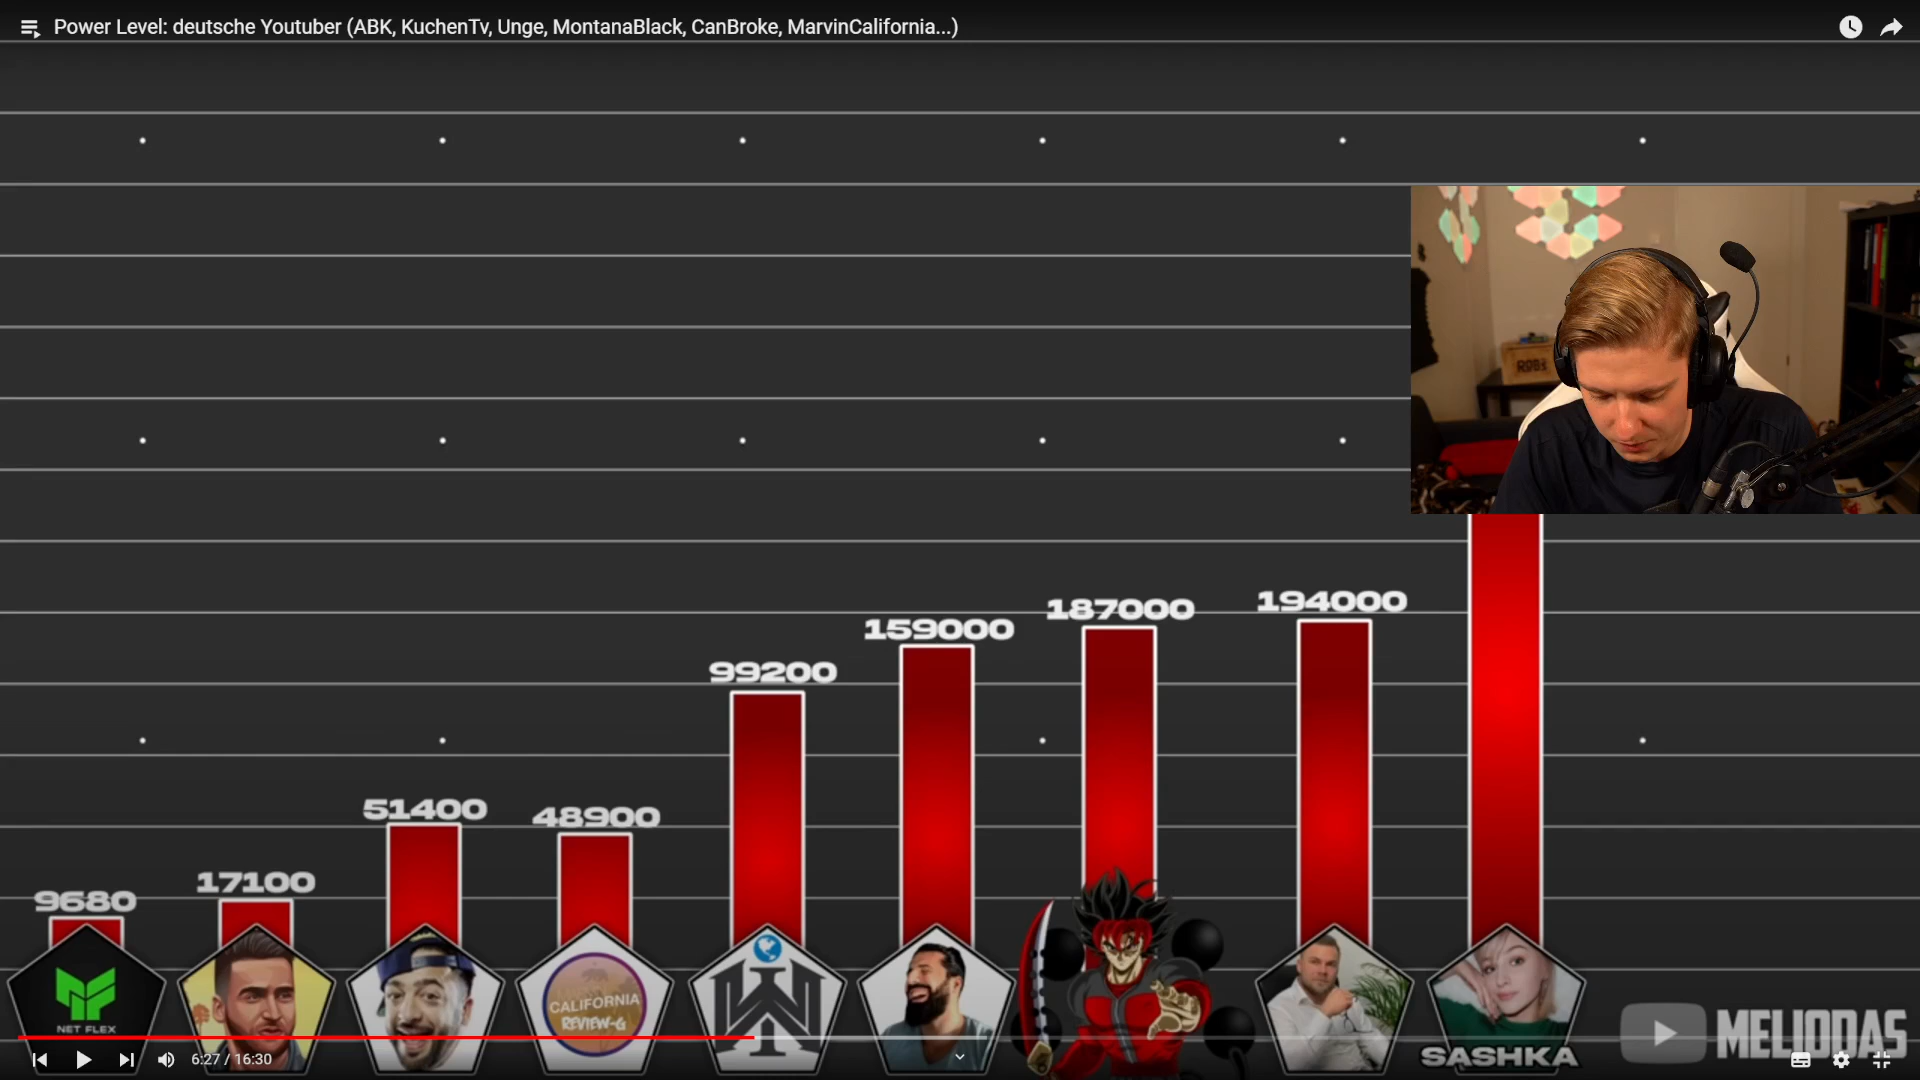 Power Level: deutsche Youtuber (ABK, KuchenTv, Unge, MontanaBlack, CanBroke, MarvinCalifornia...)
RDBs
194000
187000
159000
99200
51400
48900
17100
9680
NET FLEX
CALIFORNIA
REVIEW-G
SASHKA
MELIODAS
6:27 / 16:30